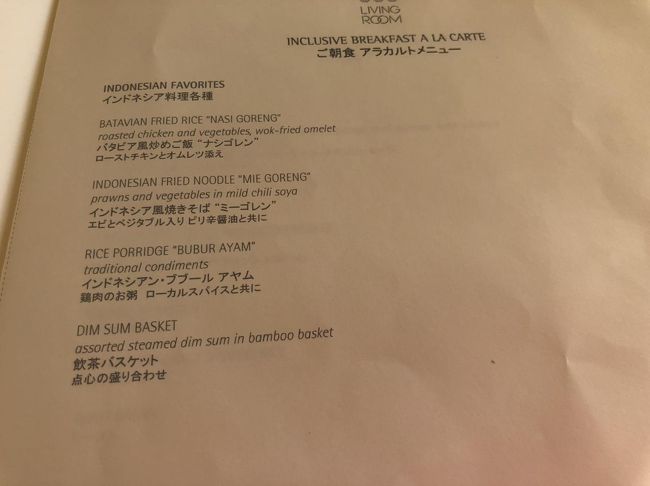 LIVING
ROOM
INCLUSIVE BREAKFAST A LA CARTE
ご朝食 アラカルトメニュー
INDONESIAN FAVORITES
インドネシア料理各種
BATAVIAN FRIED RICE "NASI GORENG"
roasted chicken and vegetables, wok-fried omelet
バタビア風炒めご飯 "ナシゴレン"
ローストチキンとオムレツ添え
INDONESIAN FRIED NOODLE "MIE GORENG"
prawns and vegetables in mild chili soya
インドネシア風焼きそば "ミーゴレン"
エビとベジタブル入り ピリ辛醤油と共に
RICE PORRIDGE "BUBUR AYAM"
traditional condiments
インドネシアン・ブブール アヤム
鶏肉のお粥 ローカルスパイスと共に
DIM SUM BASKET
assorted steamed dim sum in bamboo basket
飲茶バスケット
点心の盛り合わせ